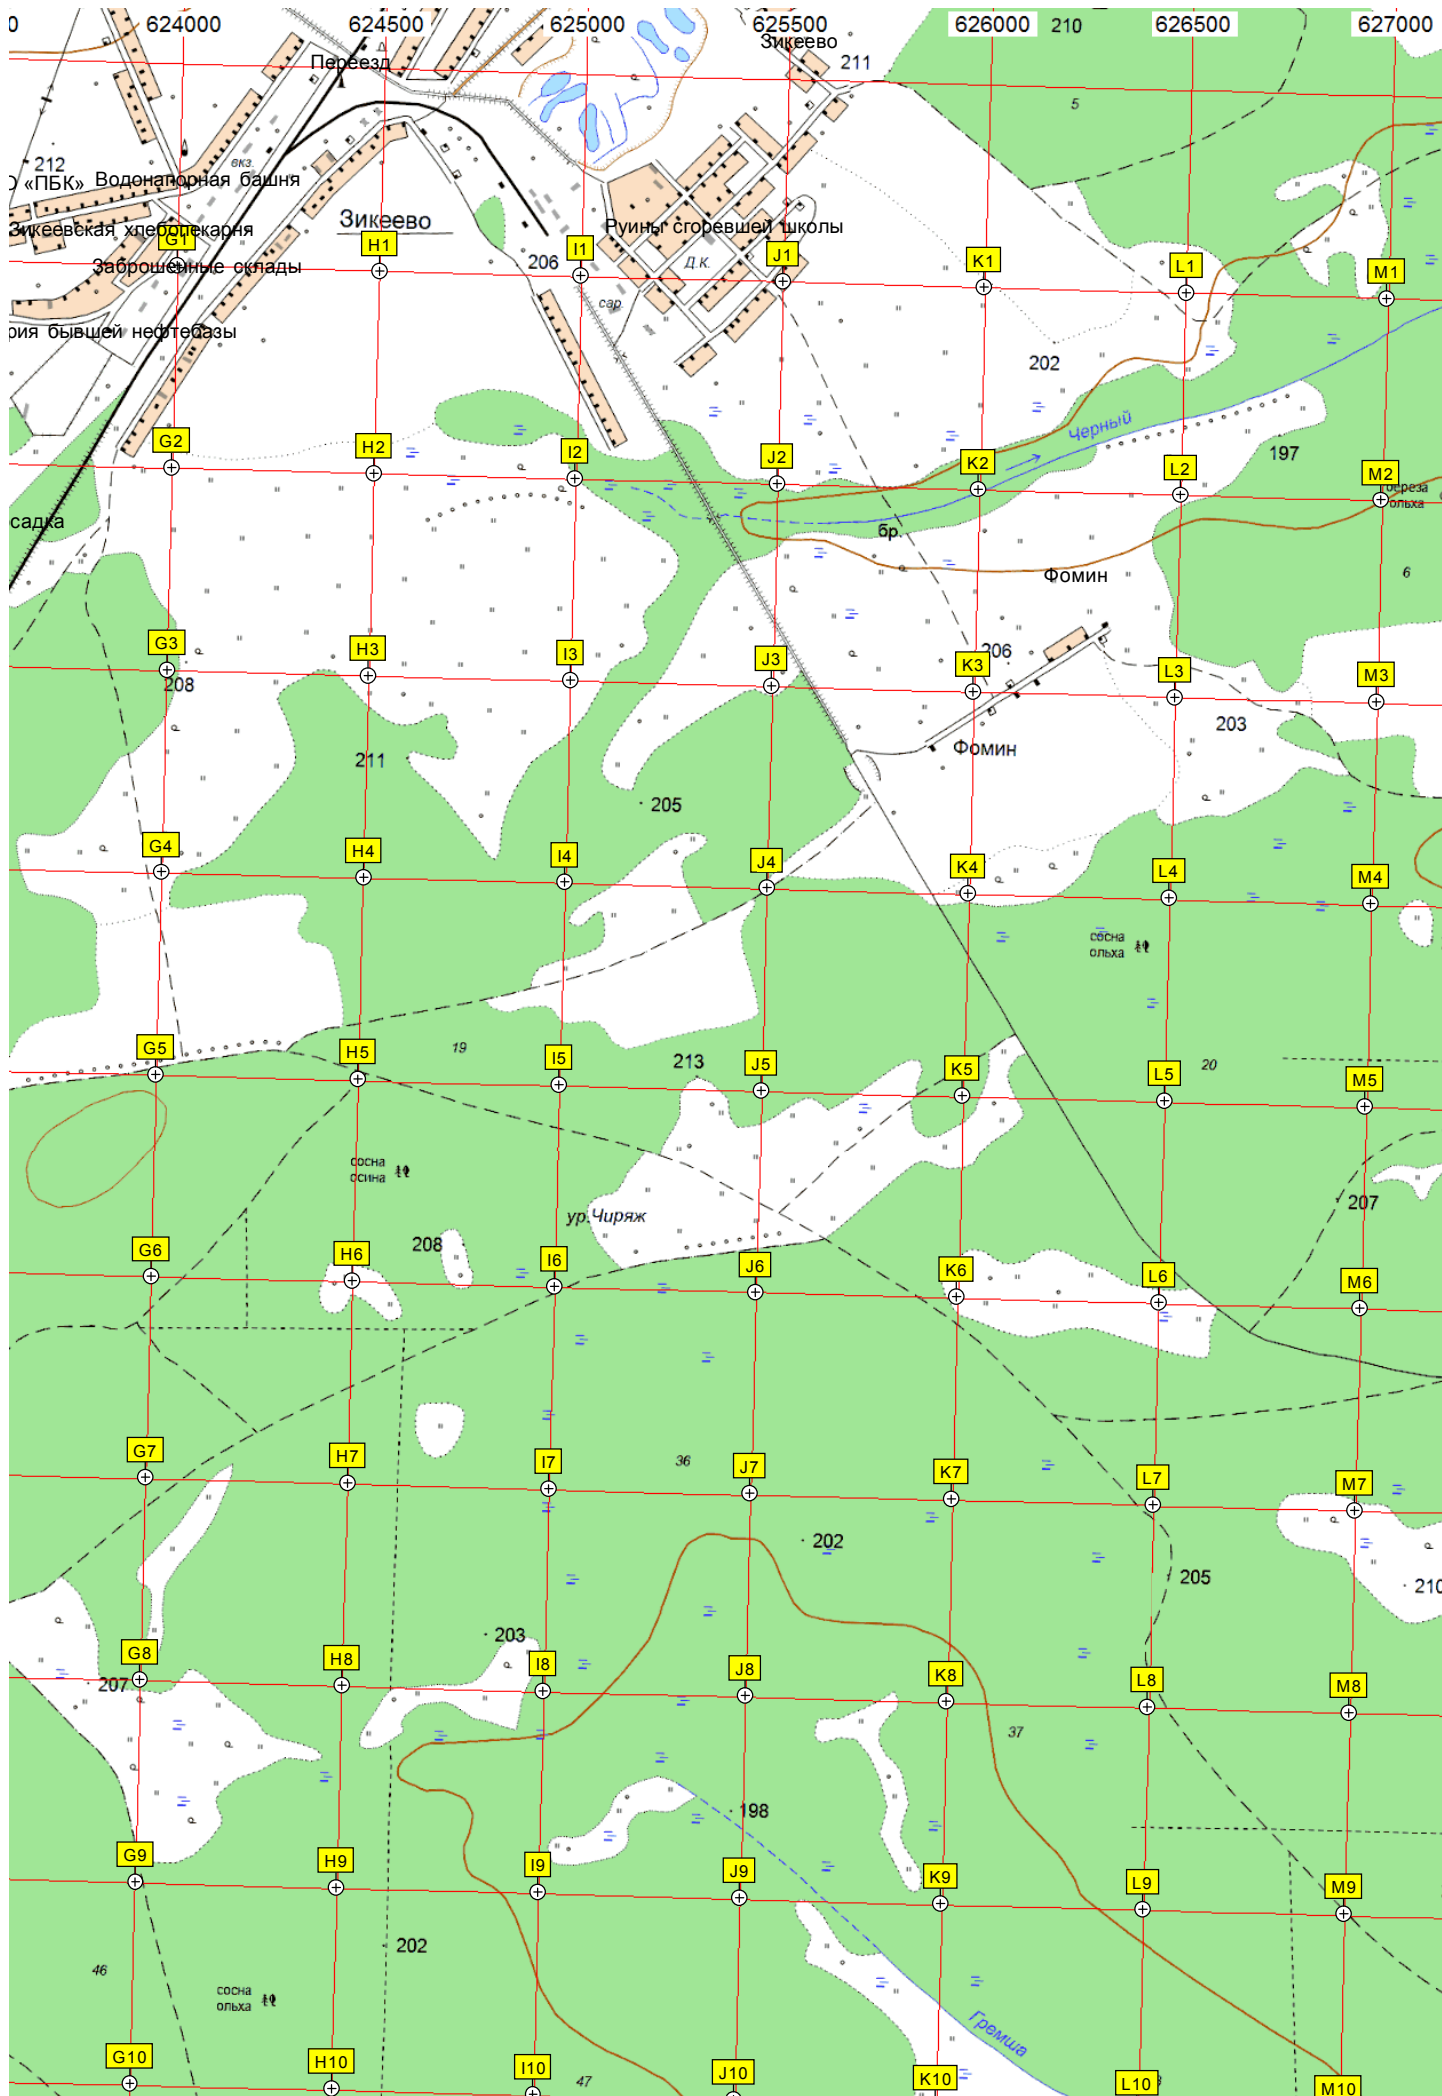 0 624000 624500 625000 625500 626000 210 626500 627000
Зикеево
Переезд 211
5
212
вкз.
О «ПБК» Водонапорная башня
Зикеево
Зикеевская хлебопекарня
Руины сгоревшей школы
G1 H1 I1 J1 K1 L1 M1
Заброшенные склады
206
Д.К.
сар.
рия бывшей нефтебазы
202
Черный
197
G2 H2 I2 J2 K2 L2 M2
береза
ольха
садка
бр.
Фомин
6
206
G3 H3 I3 J3 K3 L3 M3
208
203
Фомин
211
205
G4 H4 I4 J4 K4 L4 M4
сосна
ольха
19
213
20
G5 H5 I5 J5 K5 L5 M5
сосна
осина
207
ур.Чиряж
208
G6 H6 I6 J6 K6 L6 M6
36
G7 H7 I7 J7 K7 L7 M7
202
205
210
203
G8 H8 I8 J8 K8 L8 M8
207
37
198
G9 H9 I9 J9 K9 L9 M9
202
46
сосна
ольха
Гремша
G10 H10 I10 J10 K10 L10 M10
47